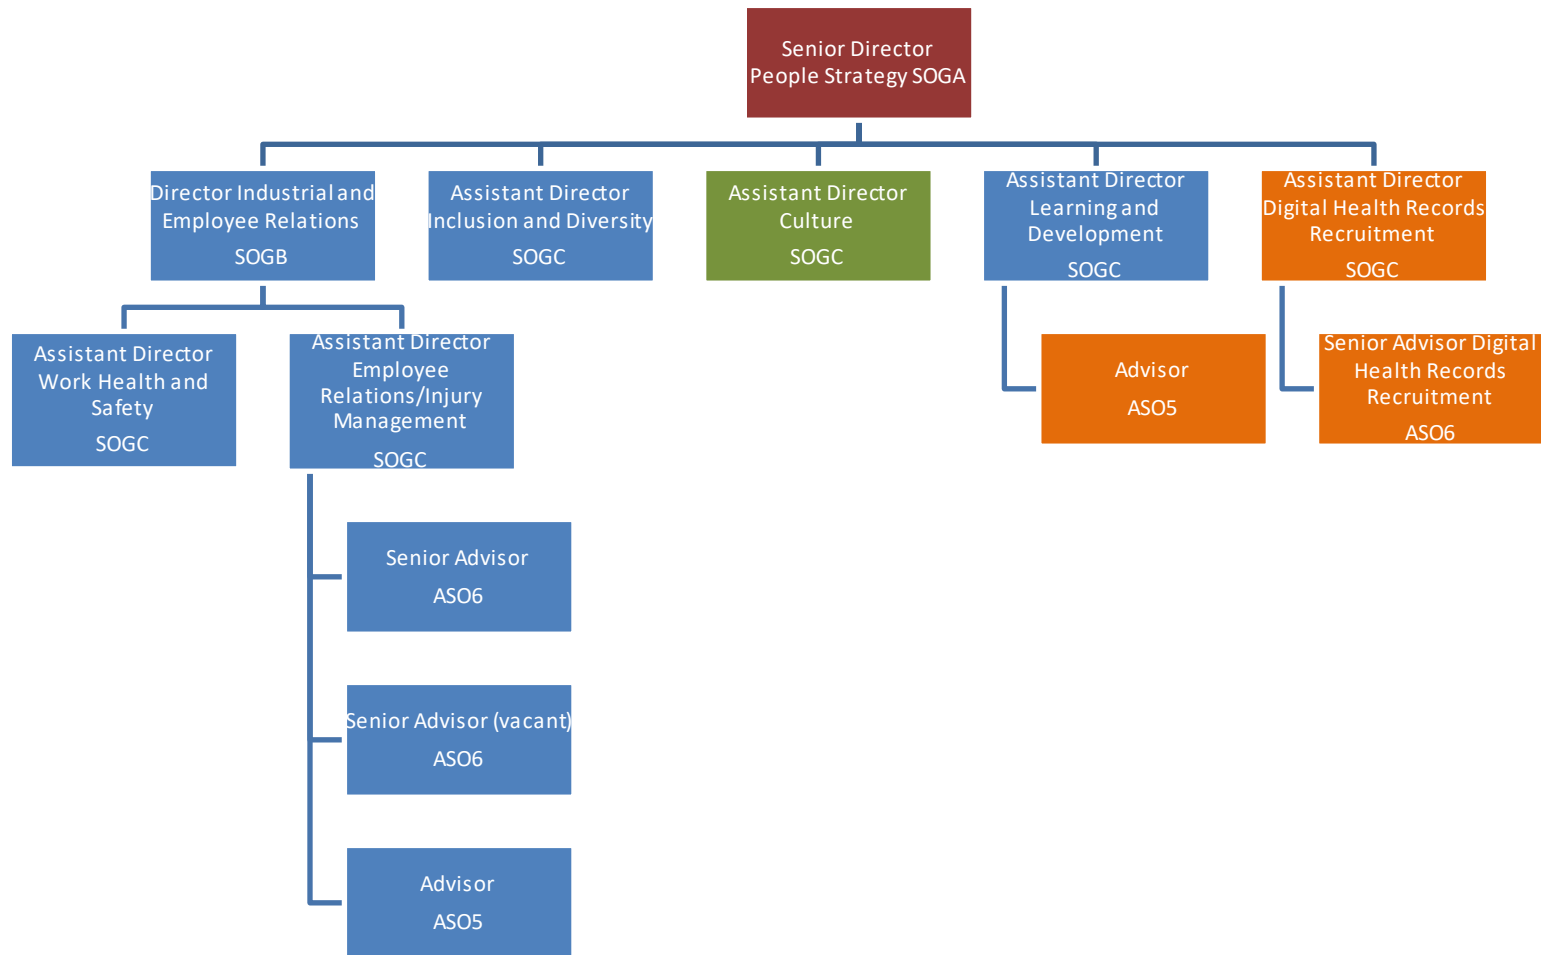 Senior Director
People Strategy SOGA
Director Industrial and
Employee Relations
SOGB
Assistant Director
Inclusion and Diversity
SOGC
Assistant Director
Culture
SOGC
Assistant Director
Learning and
Development
SOGC
Assistant Director
Digital Health Records
Recruitment
SOGC
Assistant Director
Work Health and
Safety
SOGC
Assistant Director
Employee
Relations/Injury
Management
SOGC
Advisor
ASO5
Senior Advisor Digital
Health Records
Recruitment
ASO6
Senior Advisor
ASO6
Senior Advisor (vacant)
ASO6
Advisor
ASO5